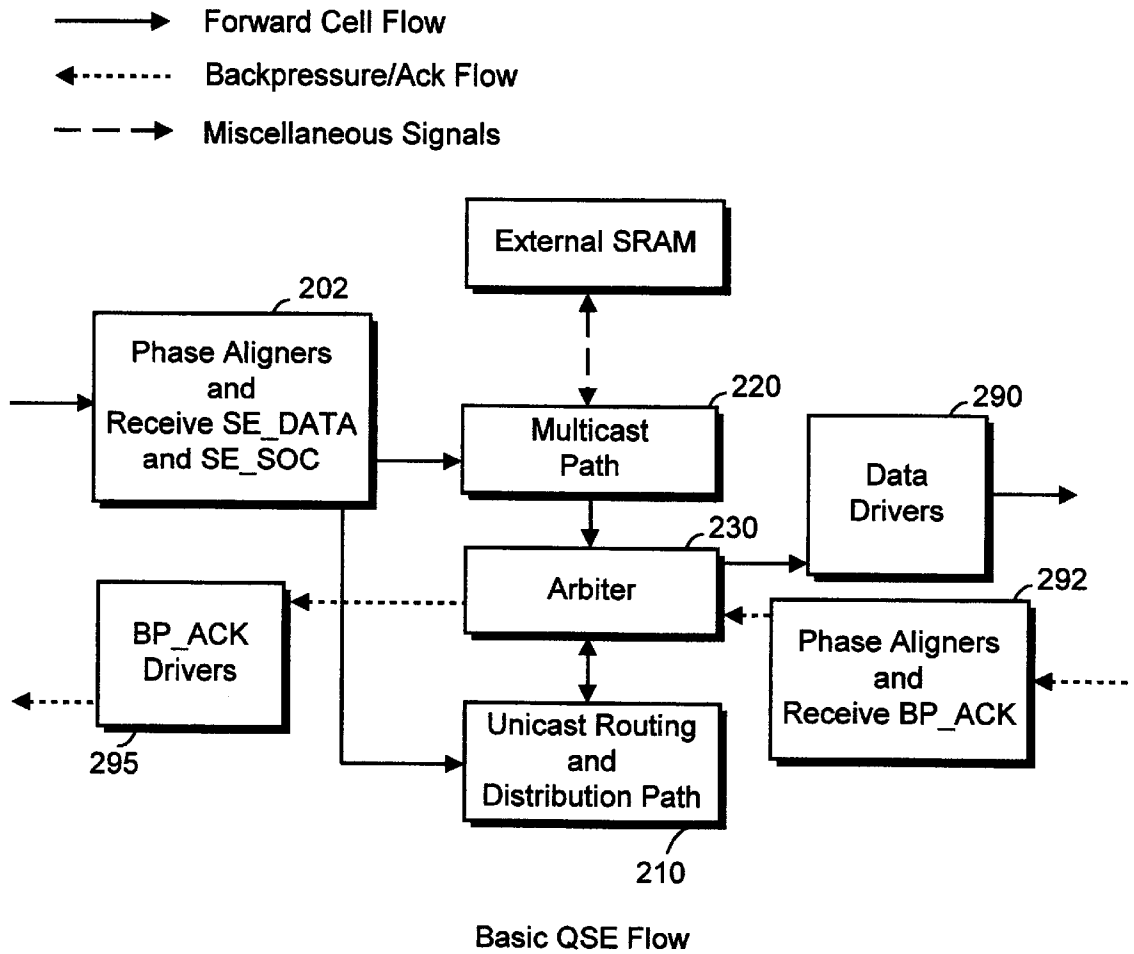 Forward Cell Flow
Backpressure/Ack Flow
Miscellaneous Signals
External SRAM
202
Phase Aligners
and
Receive SE_DATA
and SE_SOC
220
Multicast
Path
290
Data
Drivers
230
Arbiter
292
Phase Aligners
and
Receive BP_ACK
BP_ACK
Drivers
295
Unicast Routing
and
Distribution Path
210
Basic QSE Flow